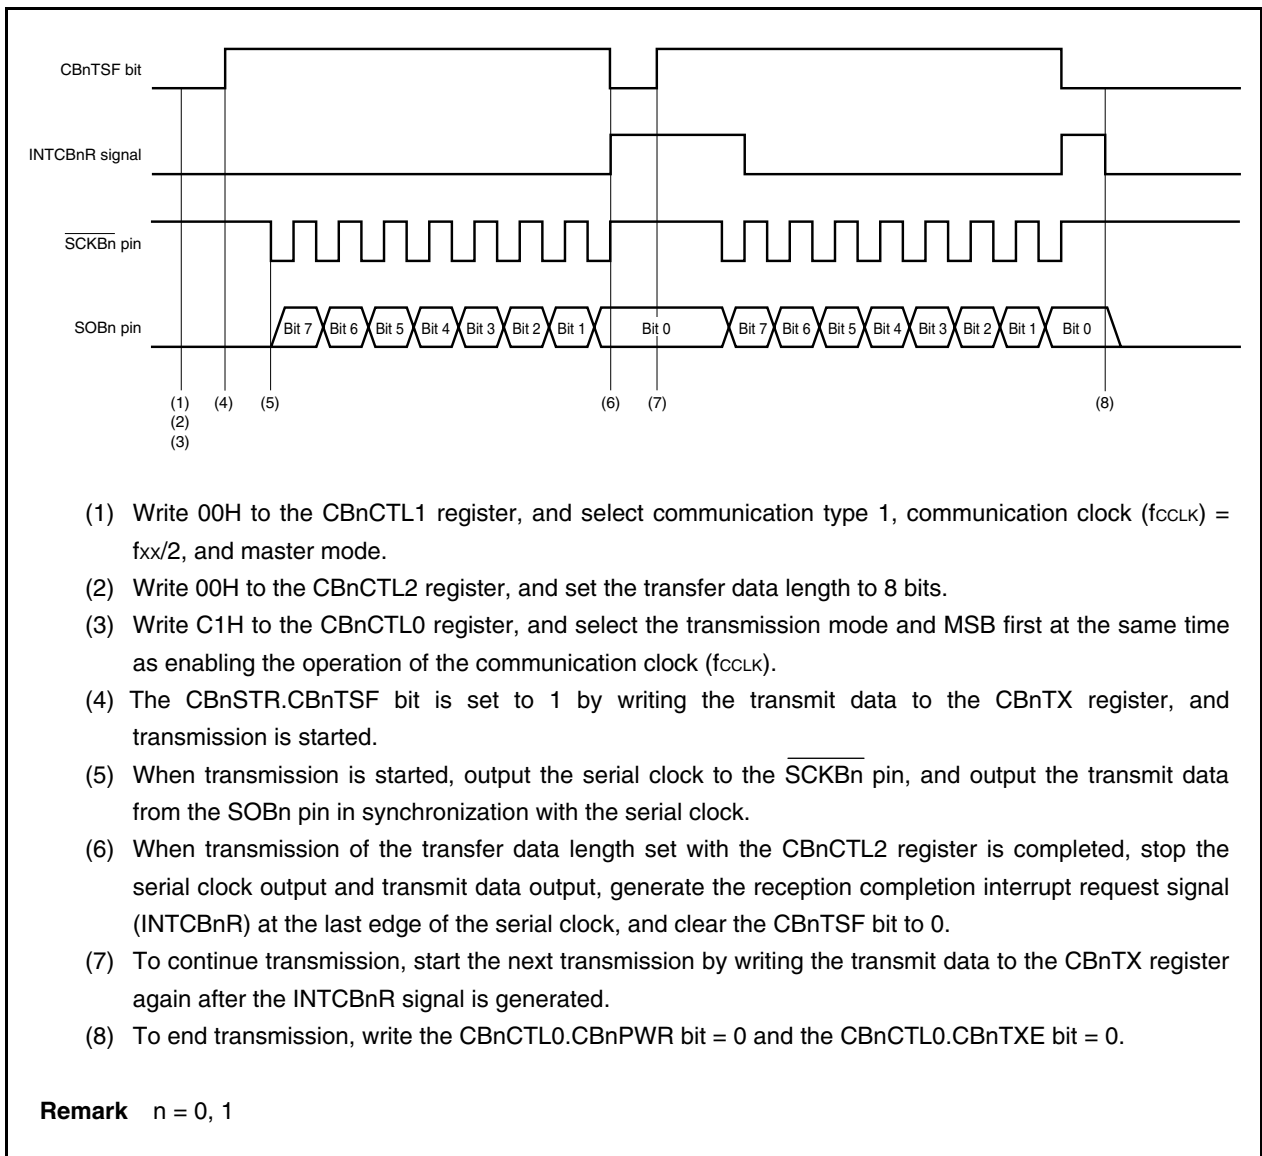 CBnTSF bit
INTCBnR signal
SCKBn pin
SOBn pin
Bit 7 Bit 6 Bit 5 Bit 4 Bit 3 Bit 2 Bit 1 Bit 0 Bit 7 Bit 6 Bit 5 Bit 4 Bit 3 Bit 2 Bit 1 Bit 0
(1) (4) (5) (6) (7) (8)
(2)
(3)
(1) Write 00H to the CBnCTL1 register, and select communication type 1, communication clock (fCCLK) =
fxx/2, and master mode.
(2) Write 00H to the CBnCTL2 register, and set the transfer data length to 8 bits.
(3) Write C1H to the CBnCTL0 register, and select the transmission mode and MSB first at the same time
as enabling the operation of the communication clock (fCCLK).
(4) The CBnSTR.CBnTSF bit is set to 1 by writing the transmit data to the CBnTX register, and
transmission is started.
(5) When transmission is started, output the serial clock to the SCKBn pin, and output the transmit data
from the SOBn pin in synchronization with the serial clock.
(6) When transmission of the transfer data length set with the CBnCTL2 register is completed, stop the
serial clock output and transmit data output, generate the reception completion interrupt request signal
(INTCBnR) at the last edge of the serial clock, and clear the CBnTSF bit to 0.
(7) To continue transmission, start the next transmission by writing the transmit data to the CBnTX register
again after the INTCBnR signal is generated.
(8) To end transmission, write the CBnCTL0.CBnPWR bit = 0 and the CBnCTL0.CBnTXE bit = 0.
Remark n = 0, 1